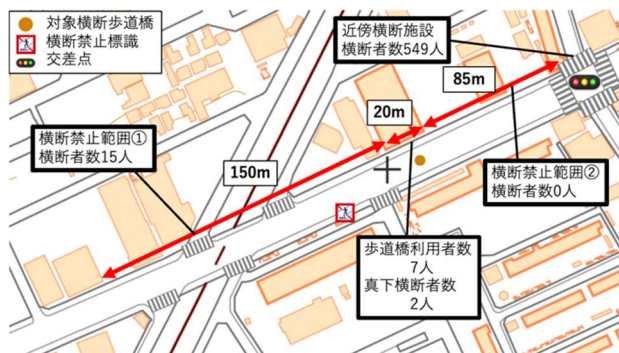 対象横断歩道橋
横断禁止標識
交差点
近傍横断施設
横断者数549人
85m
20m
横断禁止範囲①
横断者数15人
150m
横断禁止範囲②
横断者数0人
歩道橋利用者数
7人
真下横断者数
2人